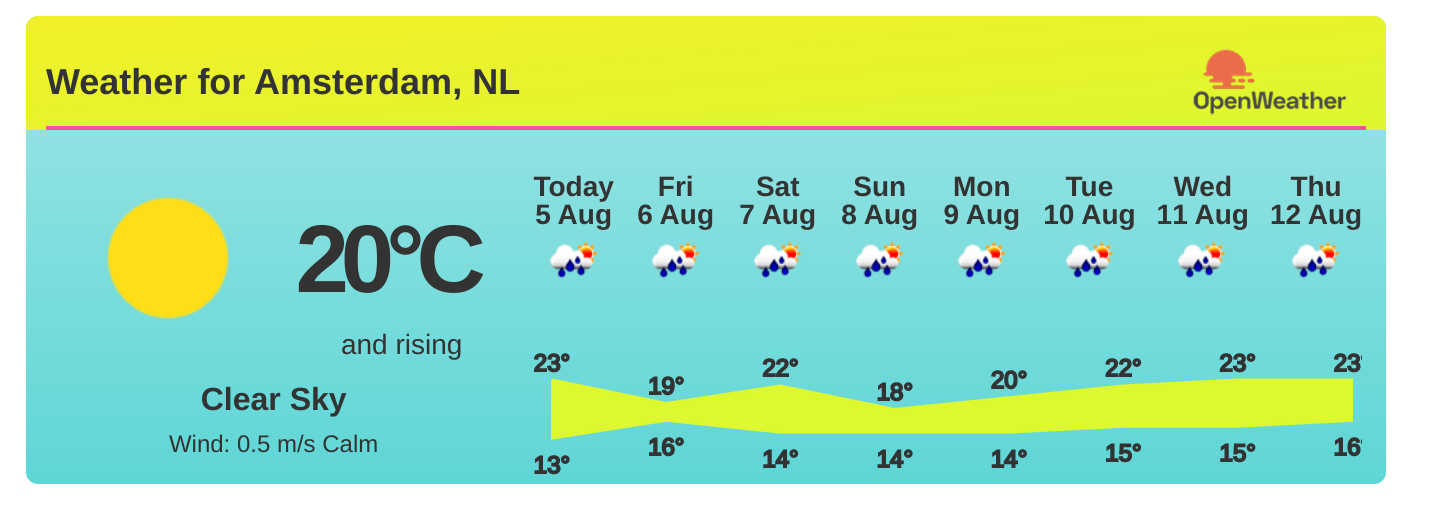 Weather for Amsterdam, NL
OpenWeather
20°C
and rising
Clear Sky
Wind: 0.5 m/s Calm
Today Fri Sat Sun Mon Tue Wed Thu
5 Aug 6 Aug 7 Aug 8 Aug 9 Aug 10 Aug 11 Aug 12 Aug
23° 19° 22° 18° 20° 22° 23° 23°
13° 16° 14° 14° 14° 15° 15° 16°